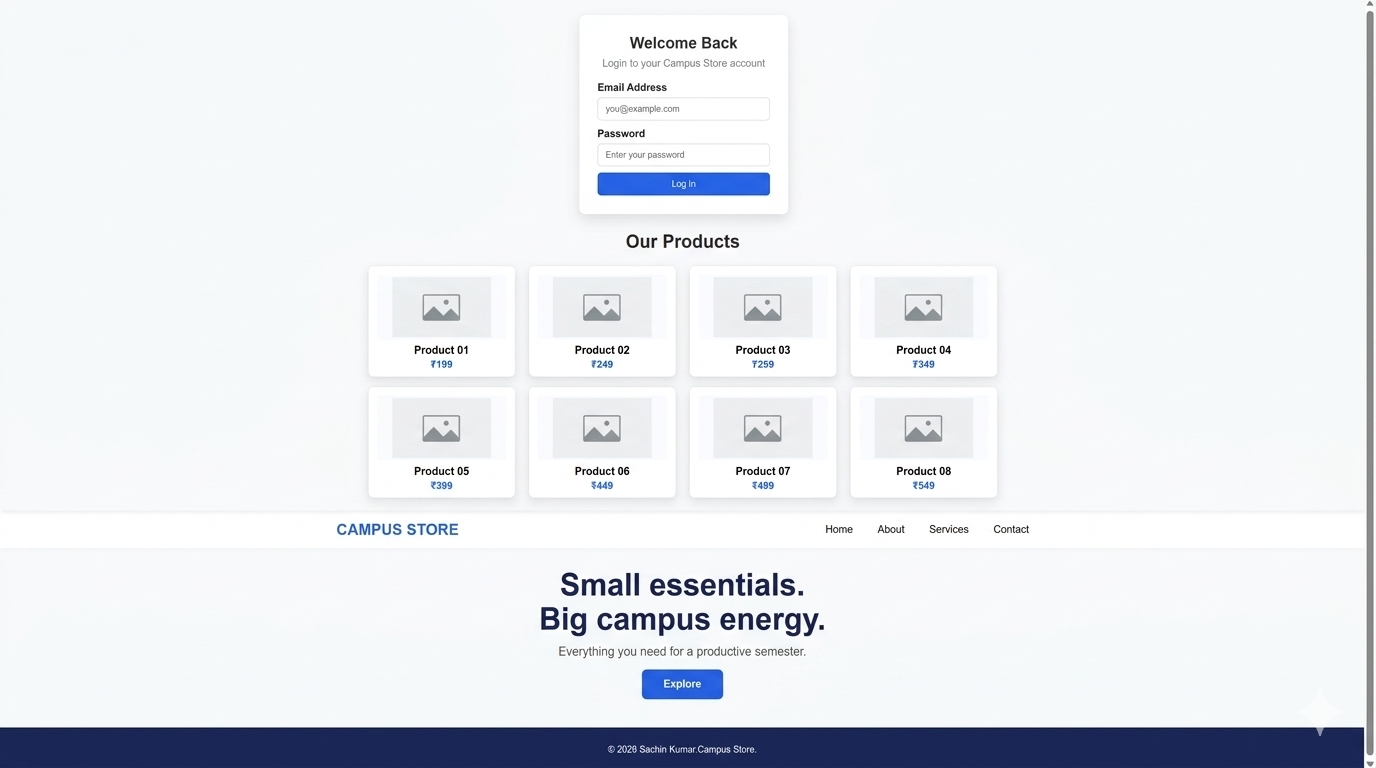 Welcome Back
Login to your Campus Store account
Email Address
you@example.com
Password
Enter your password
Log in
Our Products
Product 01
₹199
Product 02
₹249
Product 03
₹259
Product 04
₹349
Product 05
₹399
Product 06
₹449
Product 07
₹499
Product 08
₹549
CAMPUS STORE
Home About Services Contact
Small essentials.
Big campus energy.
Everything you need for a productive semester.
Explore
© Sachin Kumar.Campus Store.